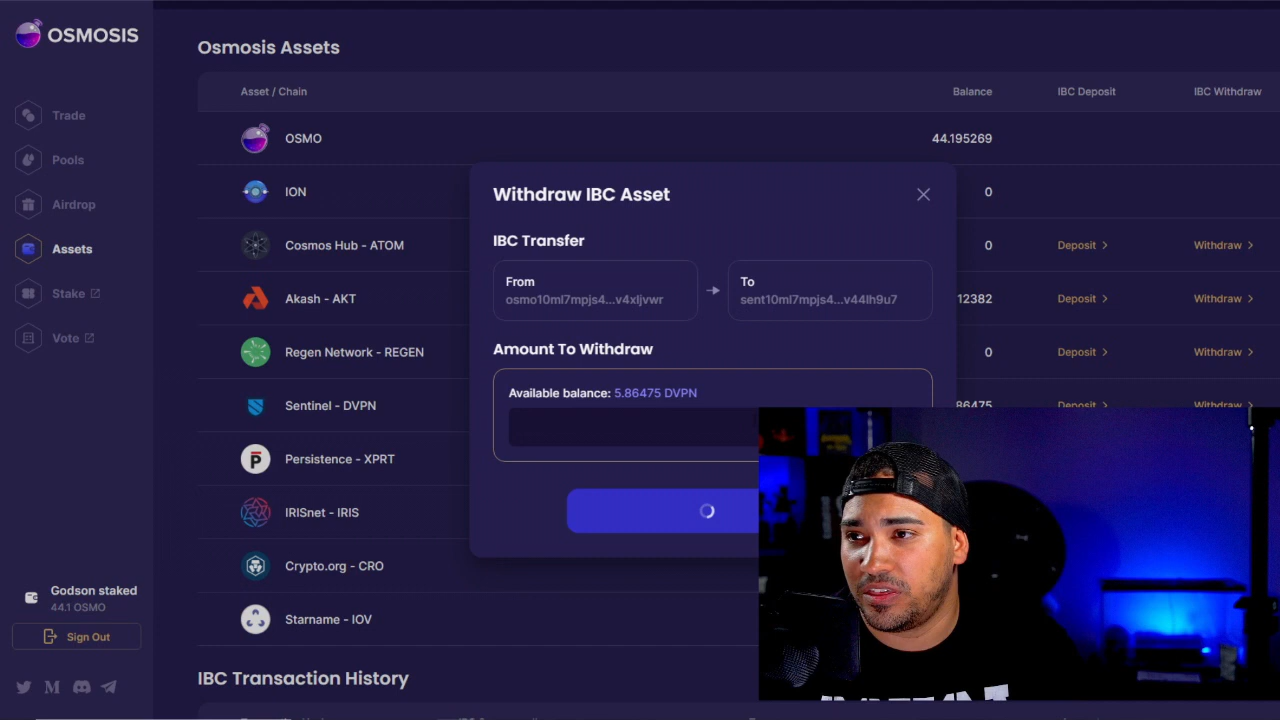 OSMOSIS
Trade
Pools
Airdrop
Assets
Stake
Vote
Godson staked
44.1 OSMO
Sign Out
Osmosis Assets
Asset / Chain Balance IBC Deposit IBC Withdraw
OSMO 44.195269
ION 0
Cosmos Hub - ATOM 0 Deposit Withdraw
Akash - AKT 12382 Deposit Withdraw
Regen Network - REGEN 0 Deposit Withdraw
Sentinel - DVPN 86475 Deposit Withdraw
Persistence - XPRT
IRISnet - IRIS
Crypto.org - CRO
Starname - IOV
IBC Transaction History
Withdraw IBC Asset
IBC Transfer
From
osmo10ml7mpjs4...v4xljvwr
To
sent10ml7mpjs4...v44lh9u7
Amount To Withdraw
Available balance: 5.86475 DVPN